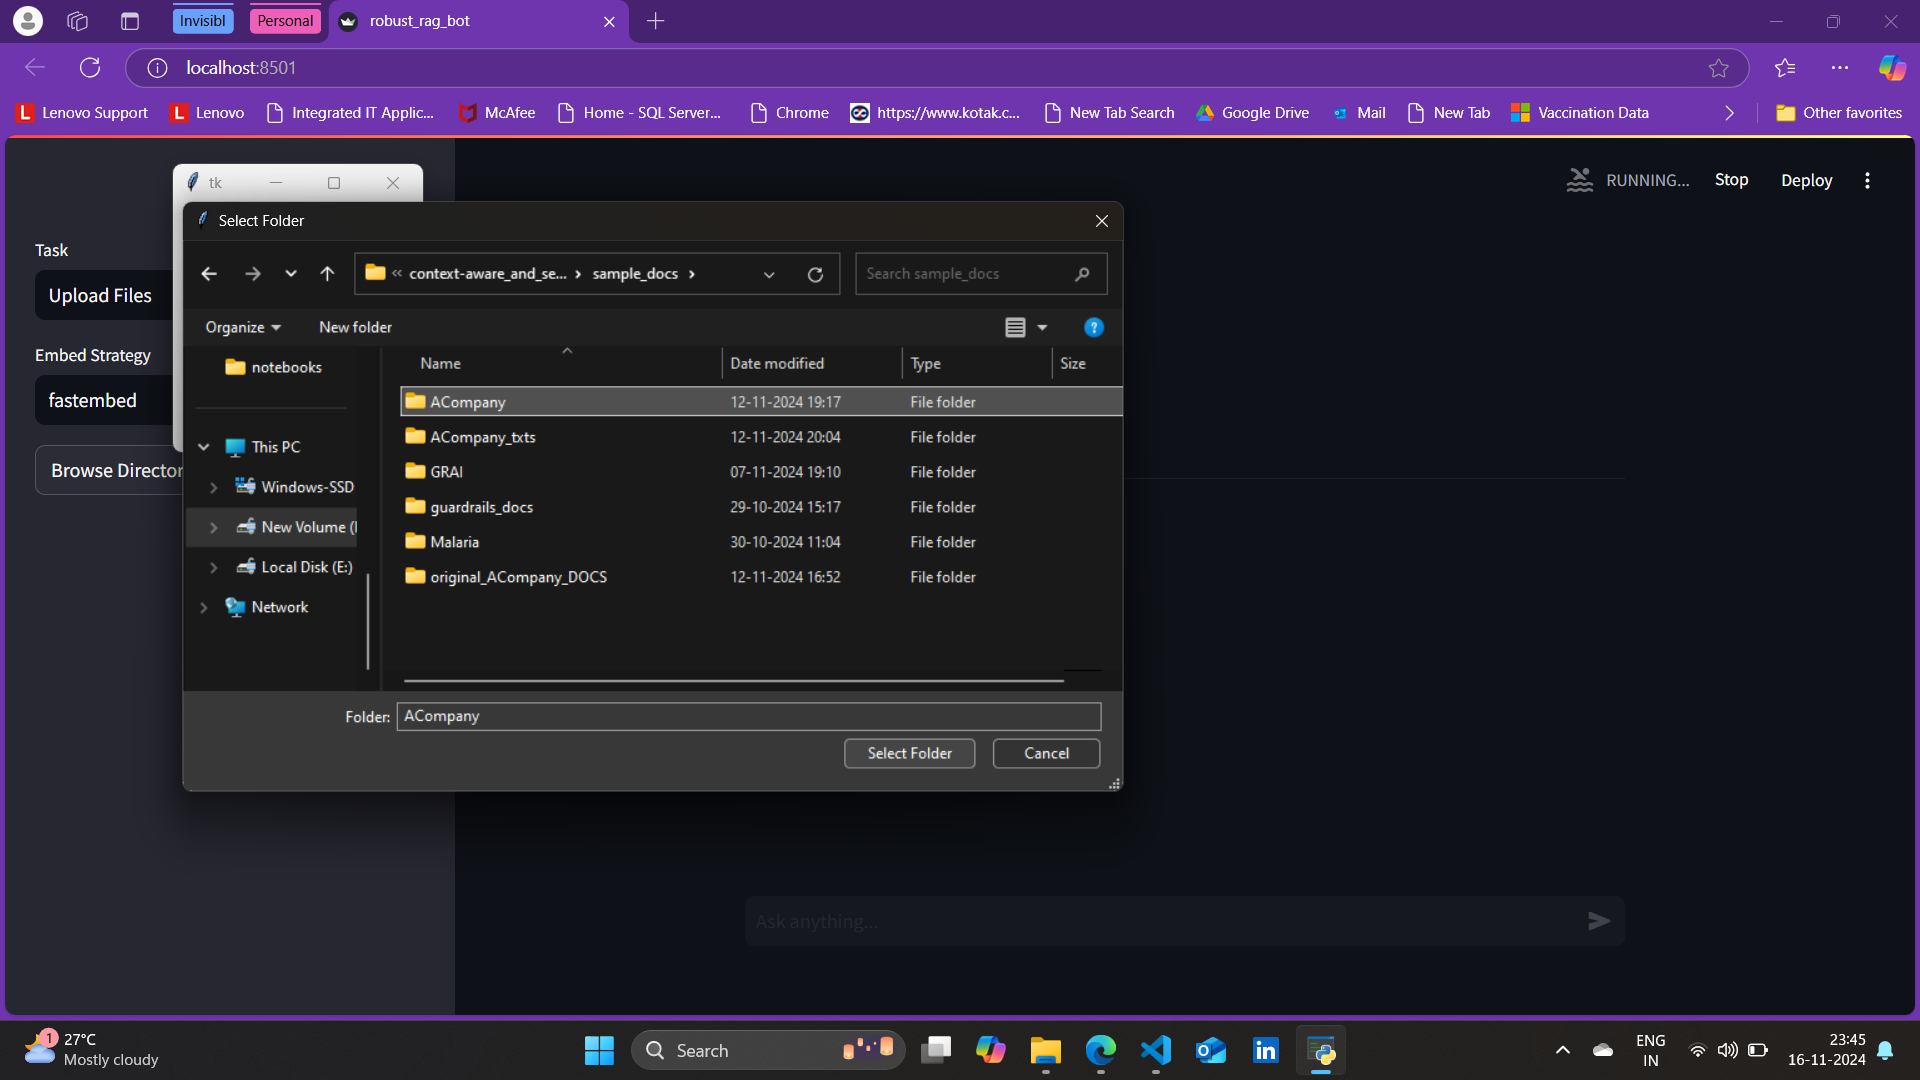 Invisibl
Personal
robust_rag_bot
localhost:8501
Lenovo Support
Lenovo
Integrated IT Applic...
McAfee
Home - SQL Server...
Chrome
https://www.kotak.c...
New Tab Search
Google Drive
Mail
New Tab
Vaccination Data
Other favorites
tk
RUNNING...
Stop
Deploy
Select Folder
Task
Upload Files
Embed Strategy
fastembed
Browse Director
« context-aware_and_se... › sample_docs ›
Search sample_docs
Organize
New folder
notebooks
This PC
Windows-SSD
New Volume (
Local Disk (E:)
Network
Name Date modified Type Size
ACompany 12-11-2024 19:17 File folder
ACompany_txts 12-11-2024 20:04 File folder
GRAI 07-11-2024 19:10 File folder
guardrails_docs 29-10-2024 15:17 File folder
Malaria 30-10-2024 11:04 File folder
original_ACompany_DOCS 12-11-2024 16:52 File folder
Folder: ACompany
Select Folder
Cancel
Ask anything...
1
27°C
Mostly cloudy
Search
ENG
IN
23:45
16-11-2024